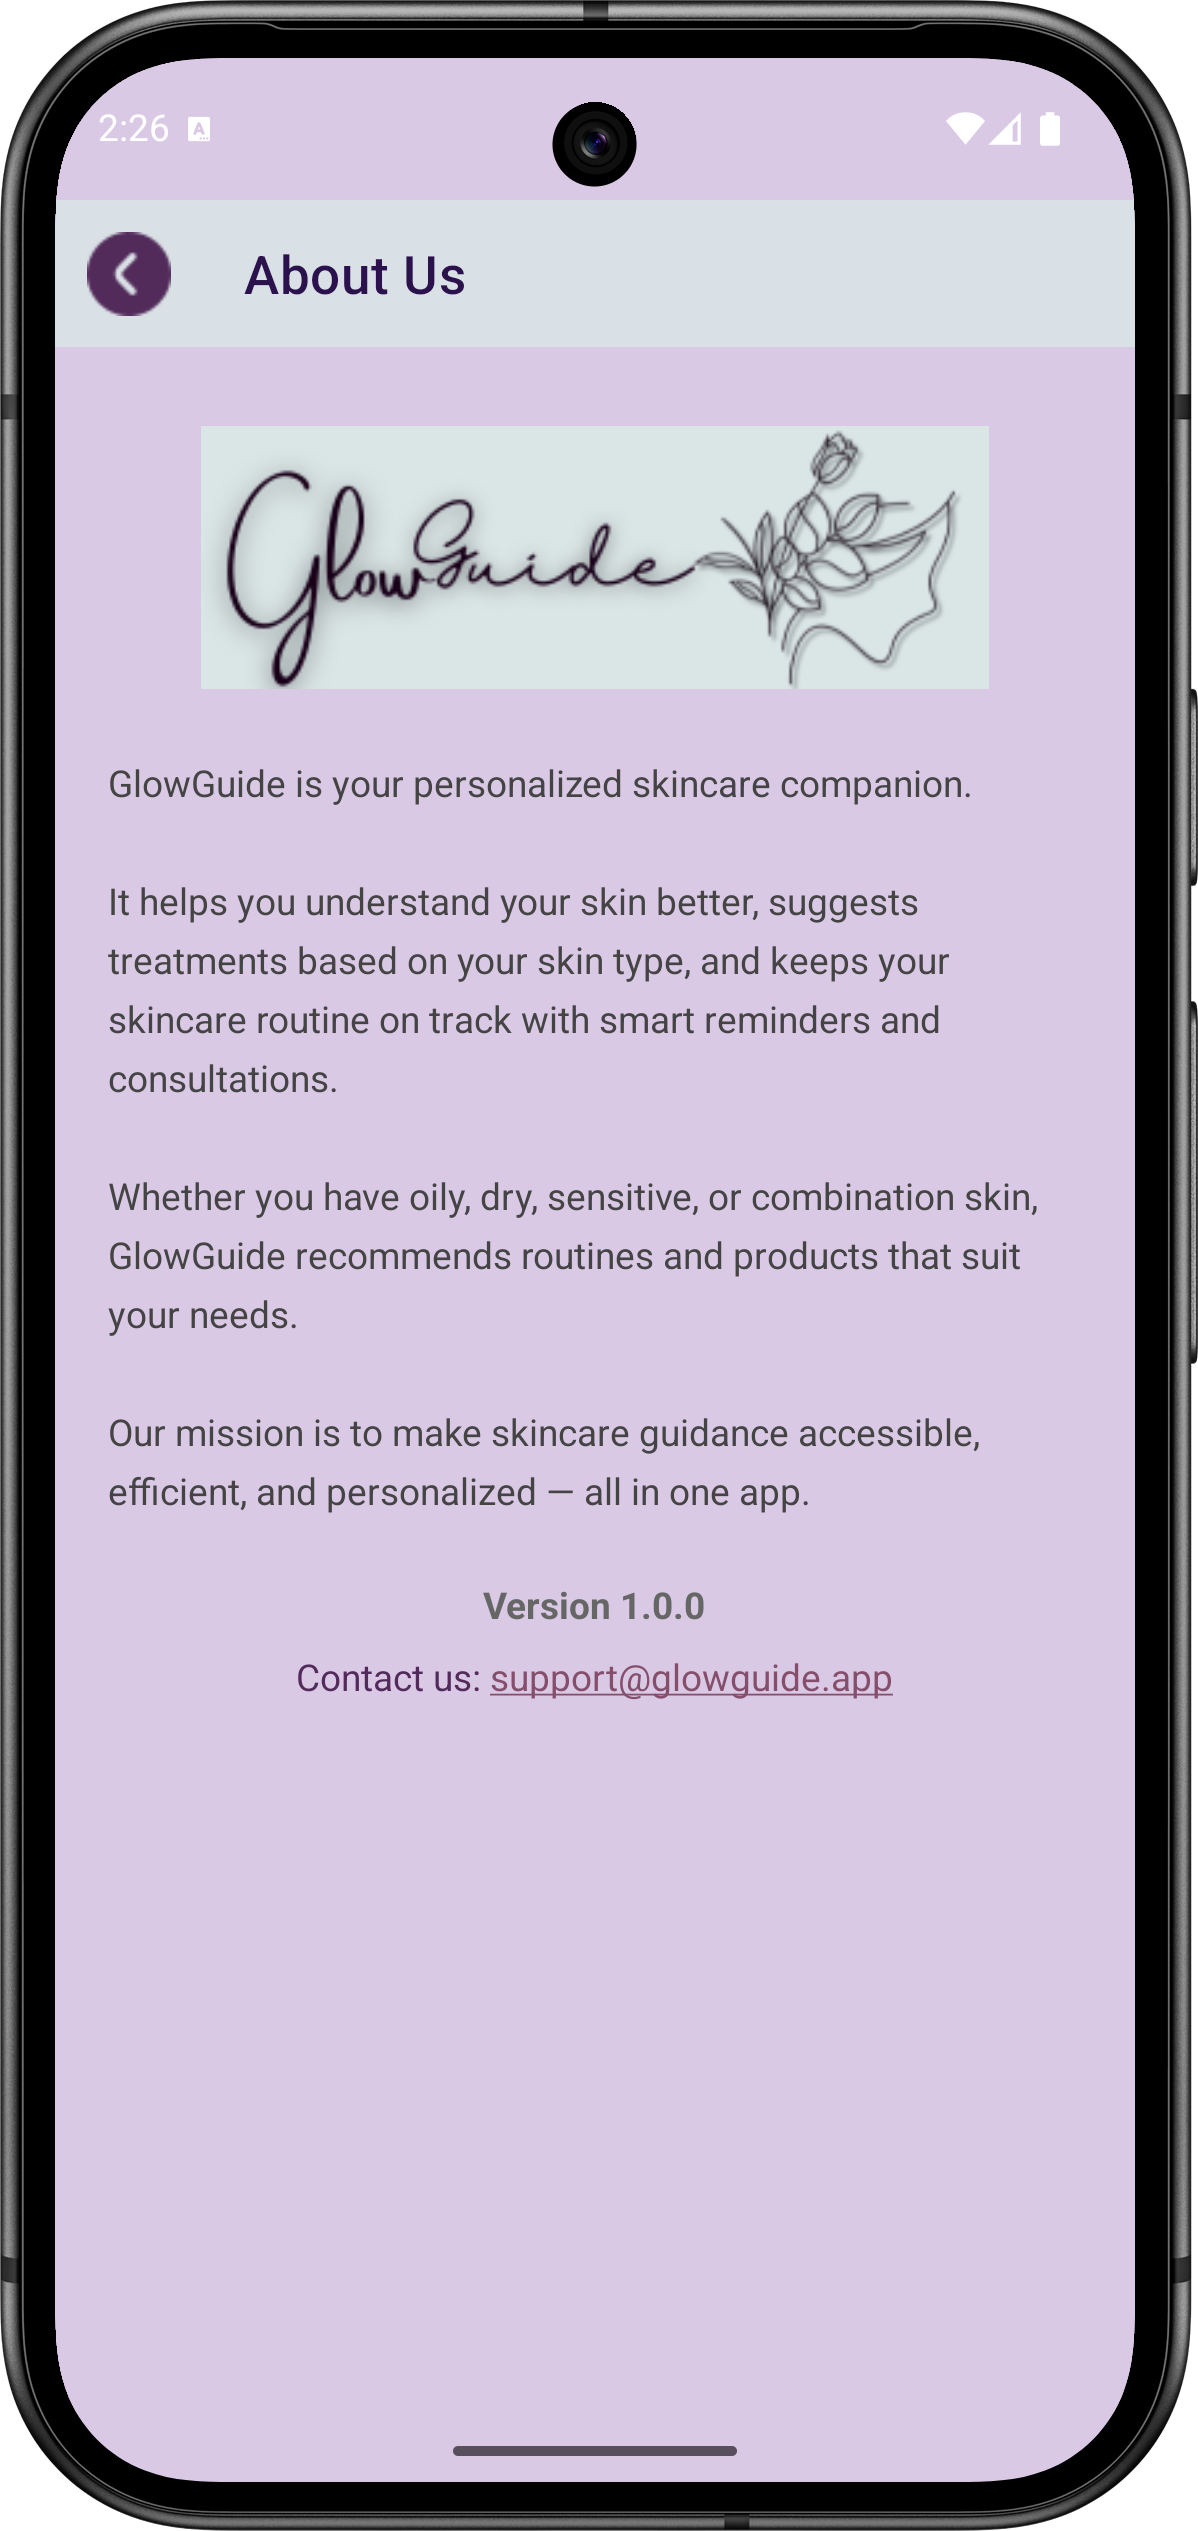 2:26 A
About Us
GlowGuide
GlowGuide is your personalized skincare companion.
It helps you understand your skin better, suggests
treatments based on your skin type, and keeps your
skincare routine on track with smart reminders and
consultations.
Whether you have oily, dry, sensitive, or combination skin,
GlowGuide recommends routines and products that suit
your needs.
Our mission is to make skincare guidance accessible,
efficient, and personalized — all in one app.
Version 1.0.0
Contact us: support@glowguide.app